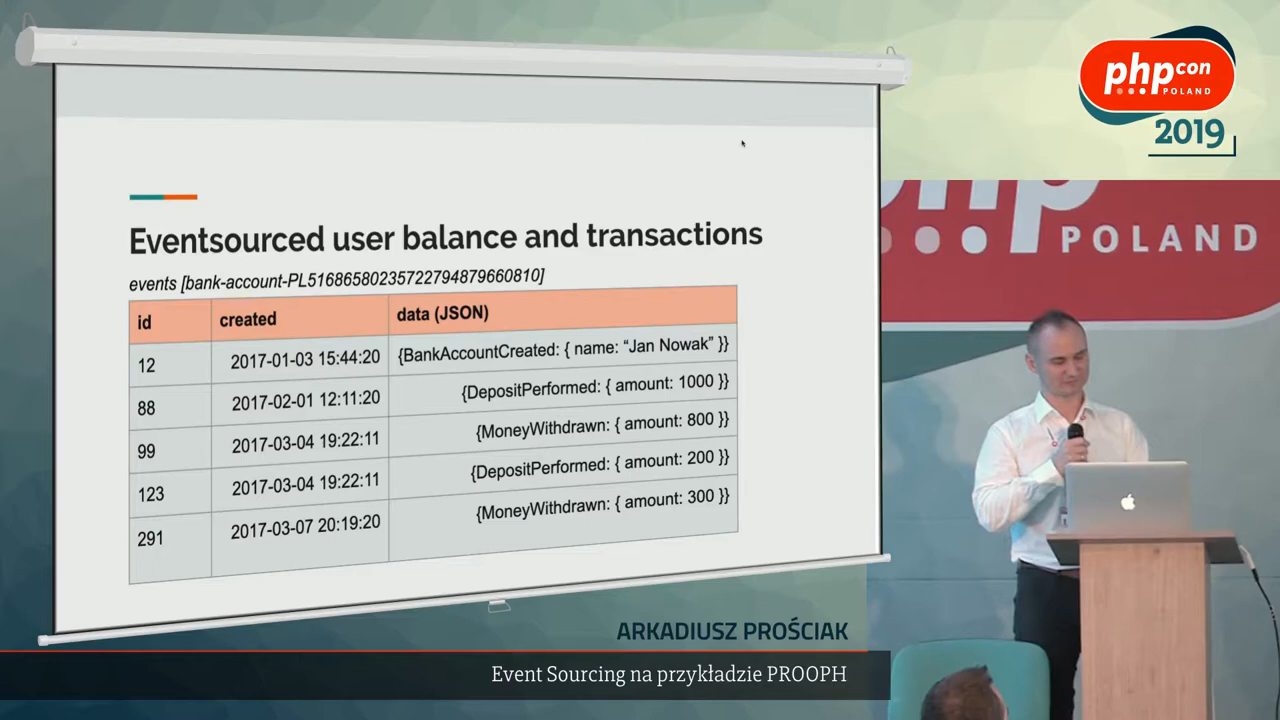 phpcon
POLAND
2019
php
POLAND
Eventsourced user balance and transactions
events [bank-account-PL51686580235722794879660810]
id created data (JSON)
12 2017-01-03 15:44:20 {BankAccountCreated: { name: “Jan Nowak” }}
88 2017-02-01 12:11:20 {DepositPerformed: { amount: 1000 }}
99 2017-03-04 19:22:11 {MoneyWithdrawn: { amount: 800 }}
123 2017-03-04 19:22:11 {DepositPerformed: { amount: 200 }}
291 2017-03-07 20:19:20 {MoneyWithdrawn: { amount: 300 }}
ARKADIUSZ PROŚCIAK
Event Sourcing na przykładzie PROOPH